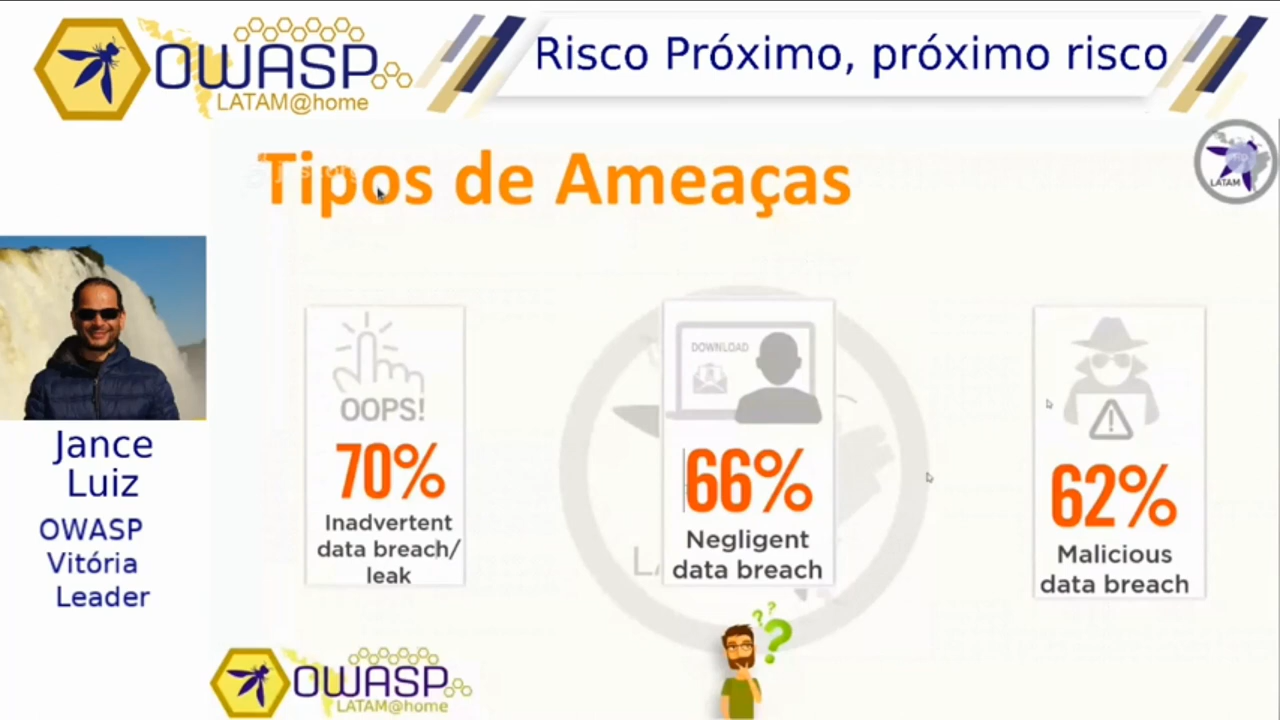 OWASP
LATAM@home
Risco Próximo, próximo risco
Tipos de Ameaças
LATAM
Jance
Luiz
OWASP
Vitória
Leader
OOPS!
70%
Inadvertent
data breach/
leak
DOWNLOAD
66%
Negligent
data breach
62%
Malicious
data breach
OWASP
LATAM@home